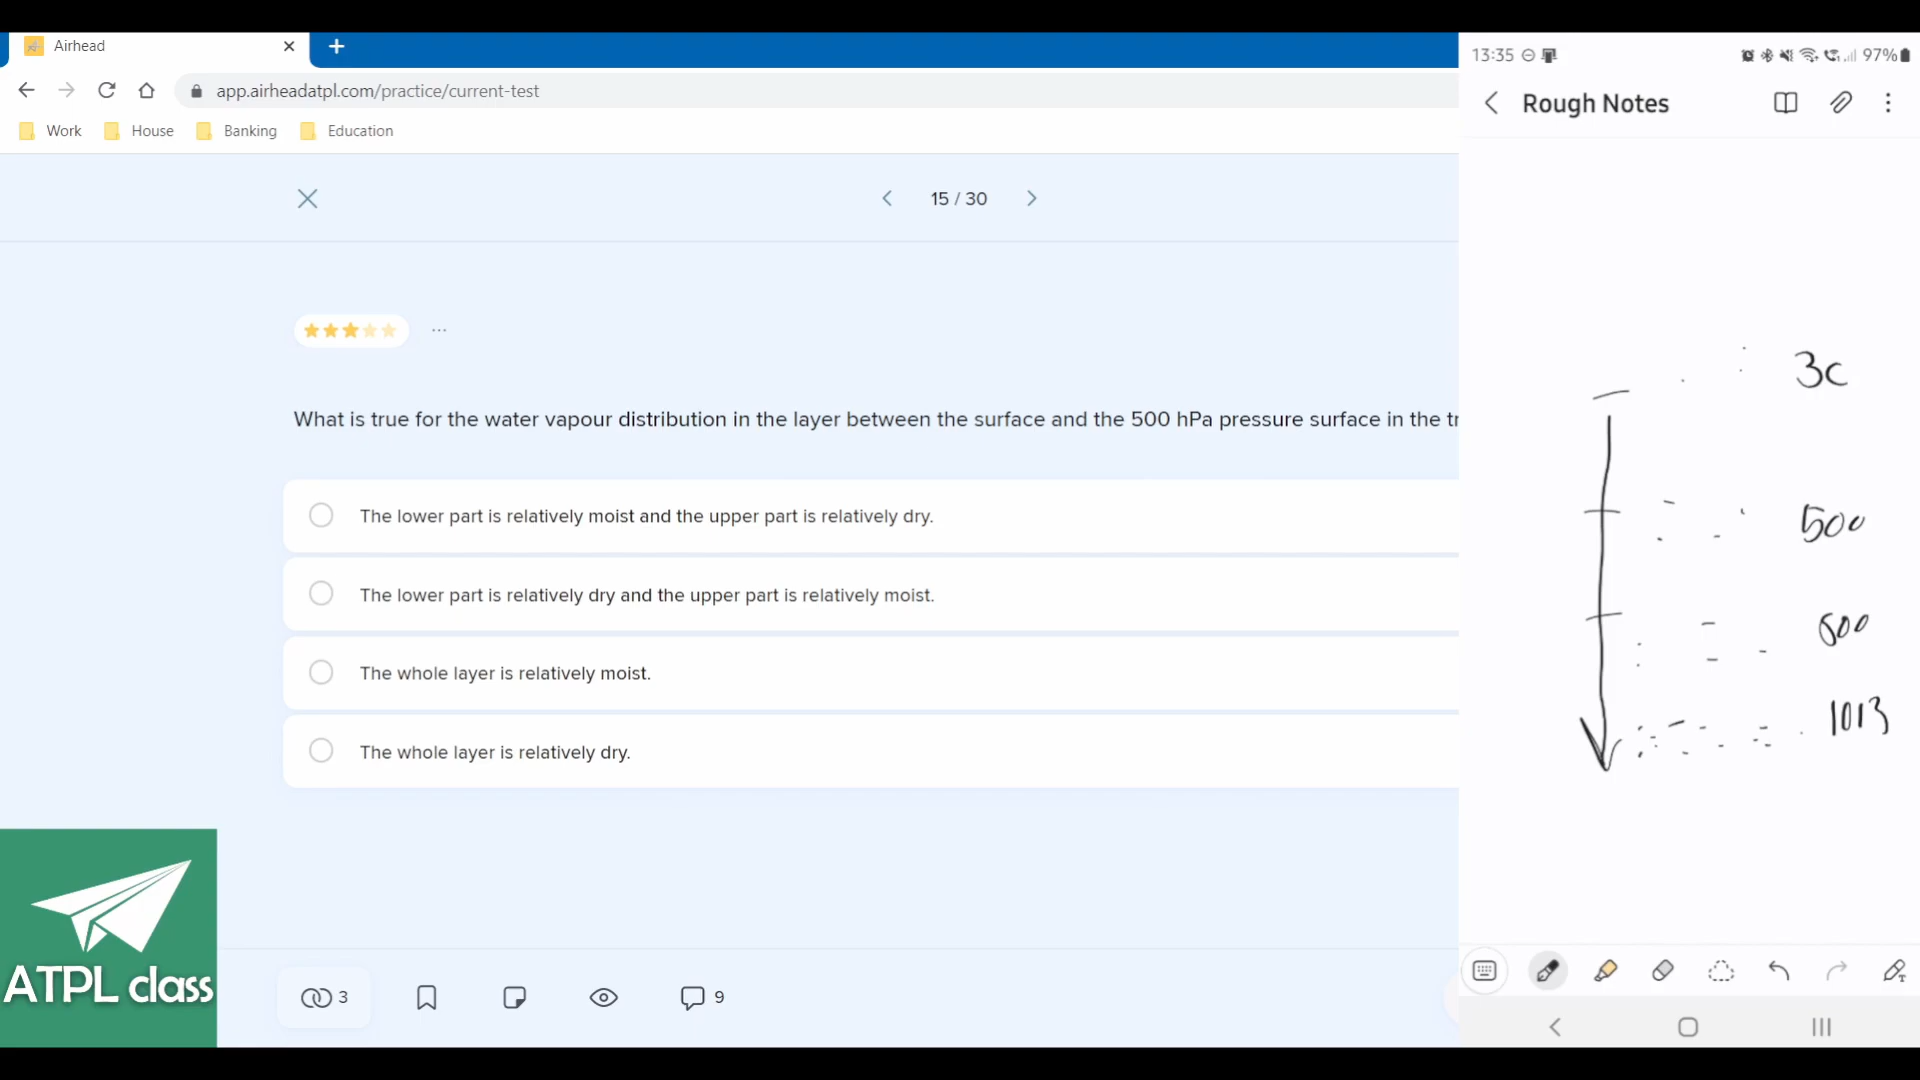 Airhead
app.airheadatpl.com/practice/current-test
Work House Banking Education
15 / 30
What is true for the water vapour distribution in the layer between the surface and the 500 hPa pressure surface in the tr
The lower part is relatively moist and the upper part is relatively dry.
The lower part is relatively dry and the upper part is relatively moist.
The whole layer is relatively moist.
The whole layer is relatively dry.
3
9
ATPL class
13:35 97%
Rough Notes
500
1013